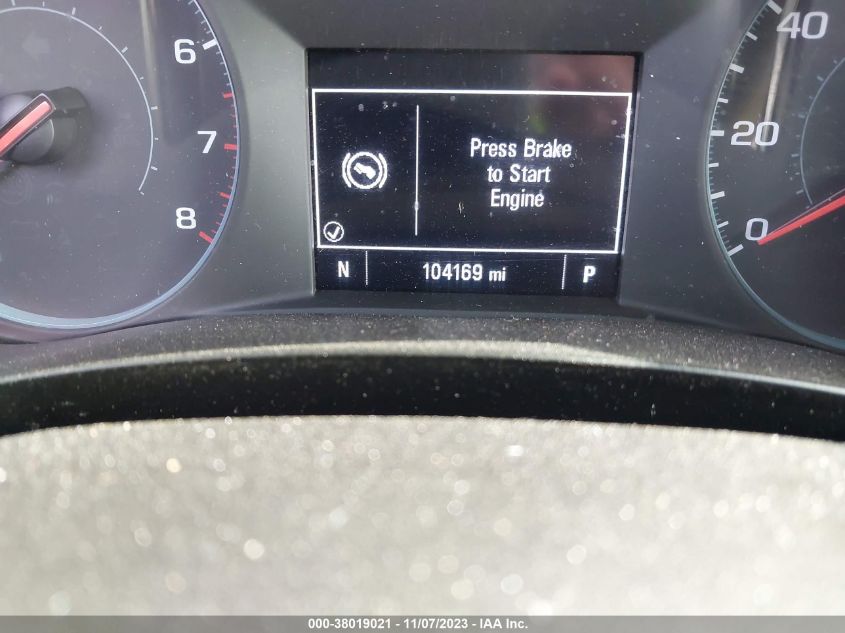 6
7
8
40
20
0
Press Brake
to Start
Engine
N 104169 mi P
000-38019021 - 11/07/2023 - IAA Inc.